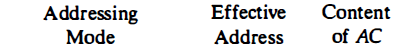 Addressing Effective Content
Mode Address of AC